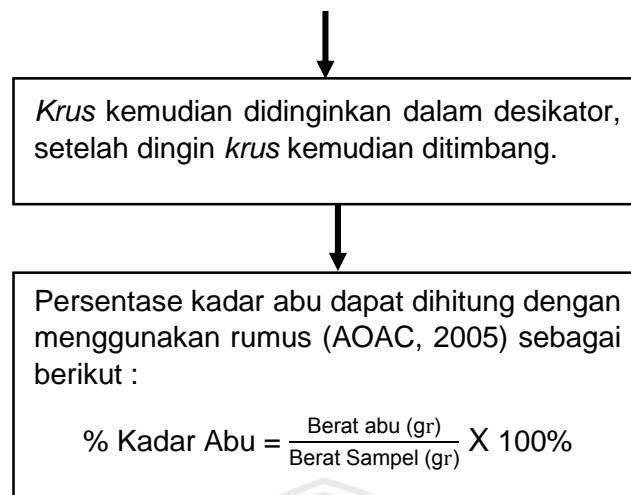 Krus kemudian didinginkan dalam desikator,
setelah dingin krus kemudian ditimbang.
Persentase kadar abu dapat dihitung dengan
menggunakan rumus (AOAC, 2005) sebagai
berikut :
% Kadar Abu = Berat abu (gr) / Berat Sampel (gr) X 100%